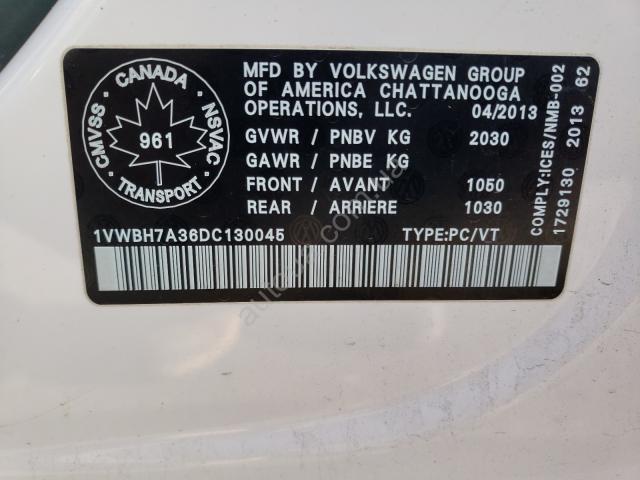 CANADA
CMVSS
NSVAC
961
TRANSPORT
MFD BY VOLKSWAGEN GROUP
OF AMERICA CHATTANOOGA
OPERATIONS, LLC. 04/2013
GVWR / PNBV KG 2030
GAWR / PNBE KG
FRONT / AVANT 1050
REAR / ARRIERE 1030
1VWBH7A36DC130045 TYPE:PC/VT
COMPLY:ICES/NMB-002
1729130 2013 62